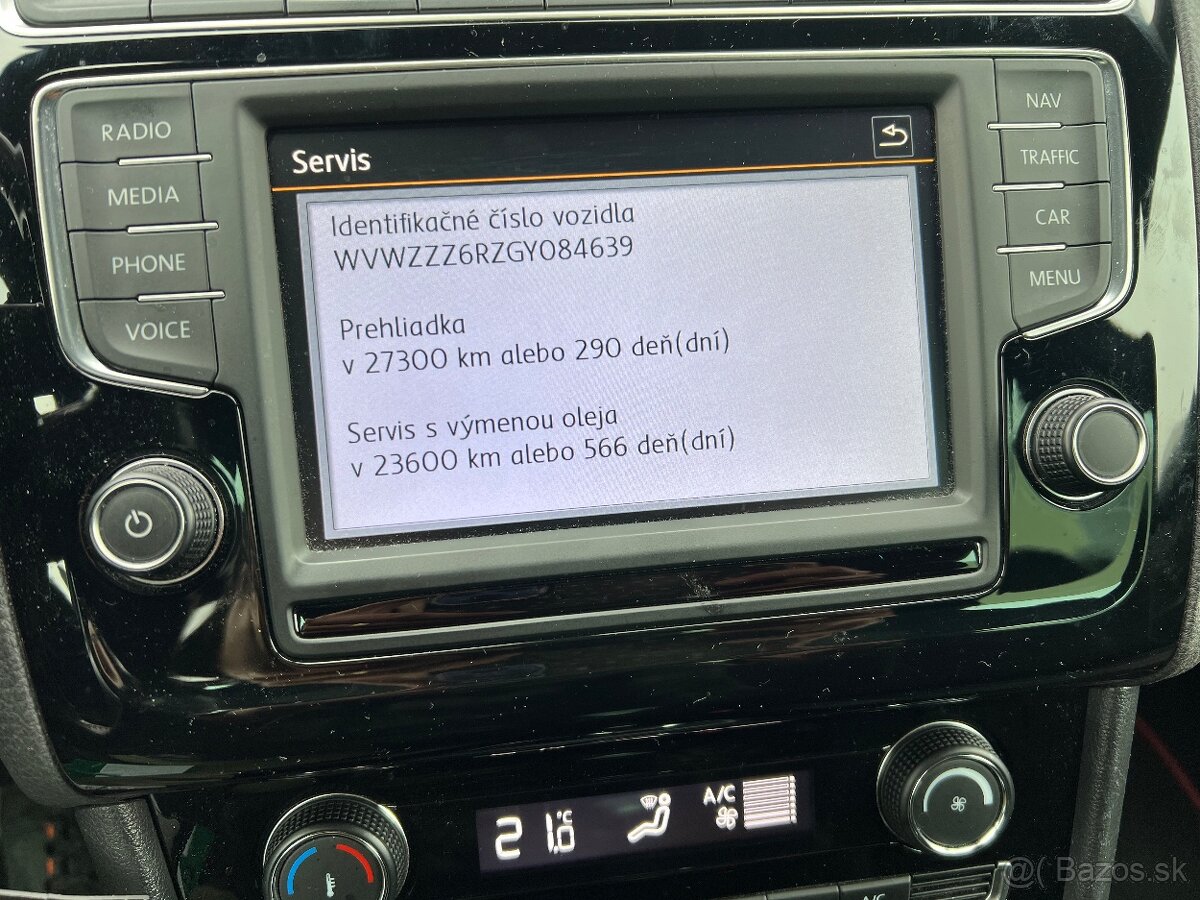 RADIO
MEDIA
PHONE
VOICE
Servis
Identifikačné číslo vozidla
WVWZZZ6RZGY084639
Prehliadka
v 27300 km alebo 290 deň(dní)
Servis s výmenou oleja
v 23600 km alebo 566 deň(dní)
NAV
TRAFFIC
CAR
MENU
21.0 °C
A/C
A/C
@( Bazos.sk